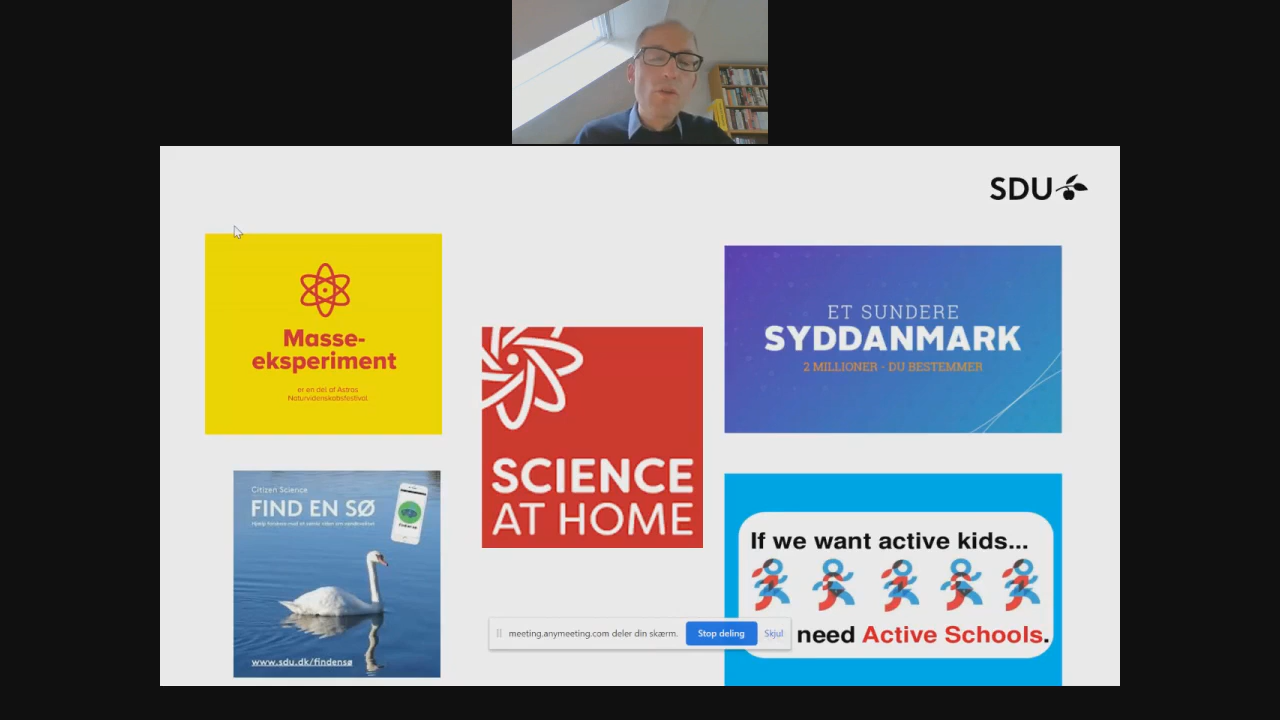 SDU
Masse-
eksperiment
er en del af Astras
Naturvidenskabsfestival
ET SUNDERE
SYDDANMARK
2 MILLIONER - DU BESTEMMER
SCIENCE
AT HOME
Citizen Science
FIND EN SØ
www.sdu.dk/findensø
If we want active kids...
need Active Schools.
meeting.anymeeting.com deler din skærm.
Stop deling
Skjul